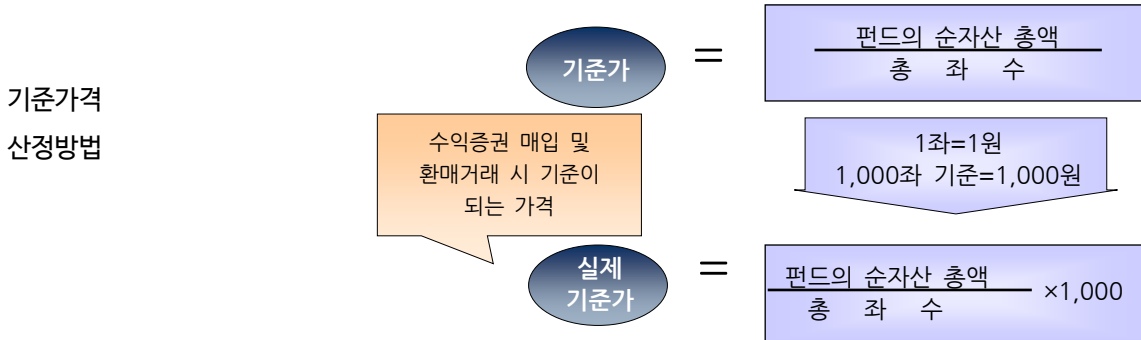 기준가격
산정방법
기준가
=
펀드의 순자산 총액
총 좌 수
수익증권 매입 및
환매거래 시 기준이
되는 가격
1좌=1원
1,000좌 기준=1,000원
실제
기준가
=
펀드의 순자산 총액
총 좌 수
×1,000